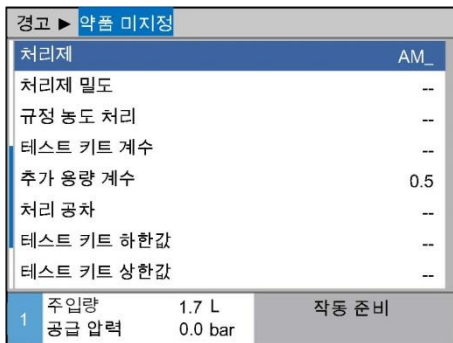 경고 ▶ 약품 미지정
처리제 AM_
처리제 밀도 --
규정 농도 처리 --
테스트 키트 계수 --
추가 용량 계수 0.5
처리 공차 --
테스트 키트 하한값 --
테스트 키트 상한값 --
1 주입량 1.7 L 작동 준비
공급 압력 0.0 bar